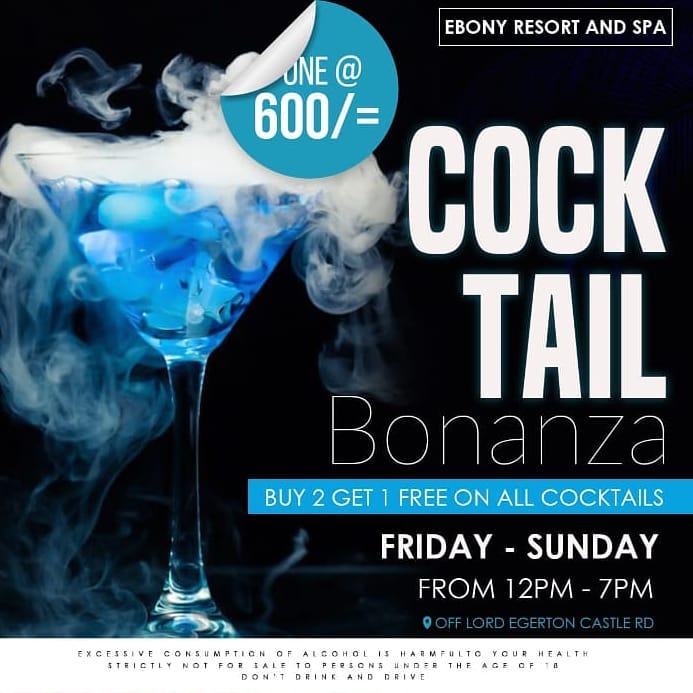 EBONY RESORT AND SPA
ONE @
600/=
COCK
TAIL
Bonanza
BUY 2 GET 1 FREE ON ALL COCKTAILS
FRIDAY - SUNDAY
FROM 12PM - 7PM
OFF LORD EGERTON CASTLE RD
EXCESSIVE CONSUMPTION OF ALCOHOL IS HARMFULTO YOUR HEALTH
STRICTLY NOT FOR SALE TO PERSONS UNDER THE AGE OF 18
DON'T DRINK AND DRIVE